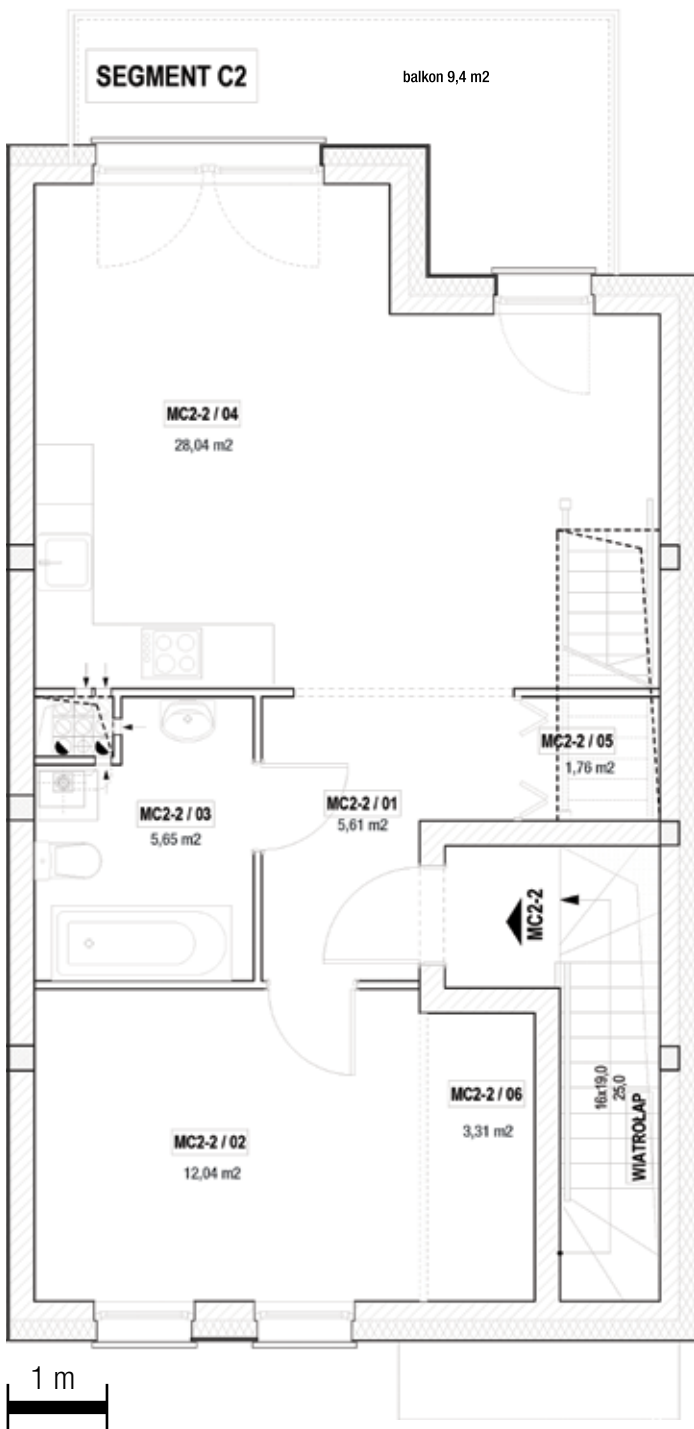 SEGMENT C2
balkon 9,4 m2
MC2-2 / 04
28,04 m2
MC2-2 / 05
1,76 m2
MC2-2 / 03
5,65 m2
MC2-2 / 01
5,61 m2
MC2-2
MC2-2 / 06
3,31 m2
16x19,0
25,0
WIATROŁAP
MC2-2 / 02
12,04 m2
1 m